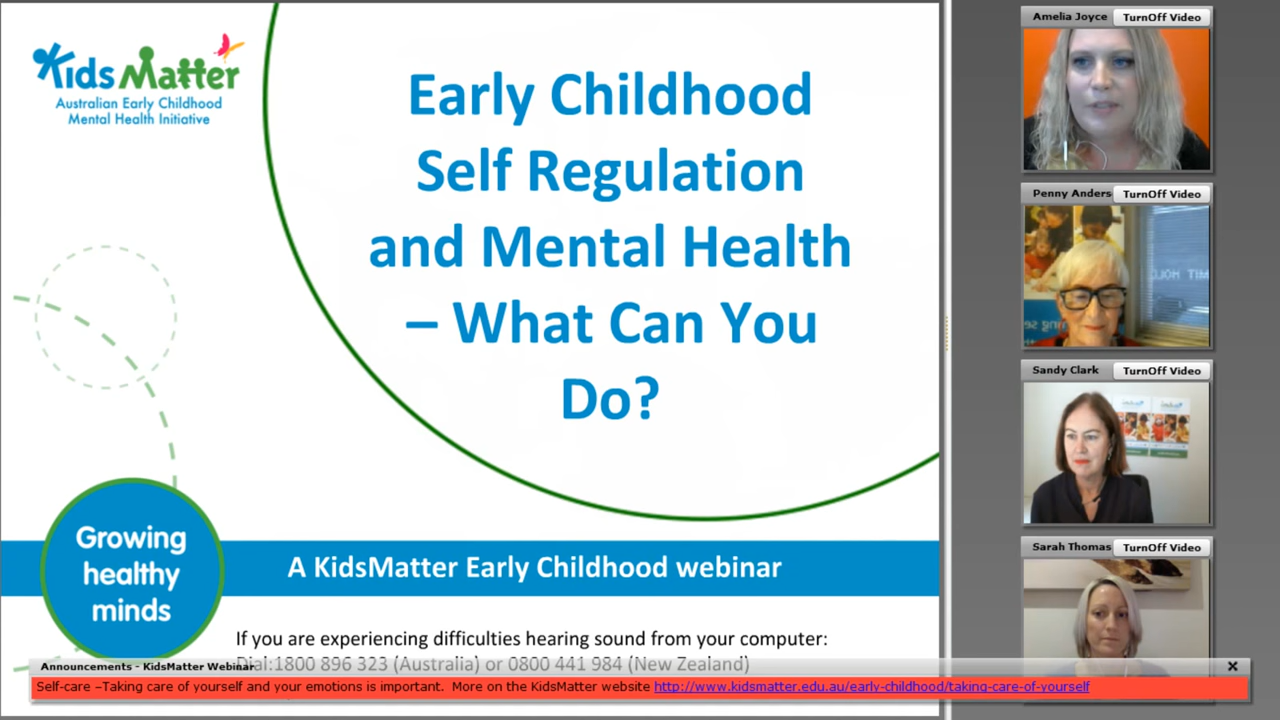 KidsMatter
Australian Early Childhood
Mental Health Initiative
Early Childhood
Self Regulation
and Mental Health
– What Can You
Do?
Growing
healthy
minds
A KidsMatter Early Childhood webinar
If you are experiencing difficulties hearing sound from your computer:
Dial:1800 896 323 (Australia) or 0800 441 984 (New Zealand)
Announcements - KidsMatter Webinar
Self-care –Taking care of yourself and your emotions is important.  More on the KidsMatter website http://www.kidsmatter.edu.au/early-childhood/taking-care-of-yourself
Amelia Joyce TurnOff Video
Penny Anders TurnOff Video
Sandy Clark TurnOff Video
Sarah Thomas TurnOff Video